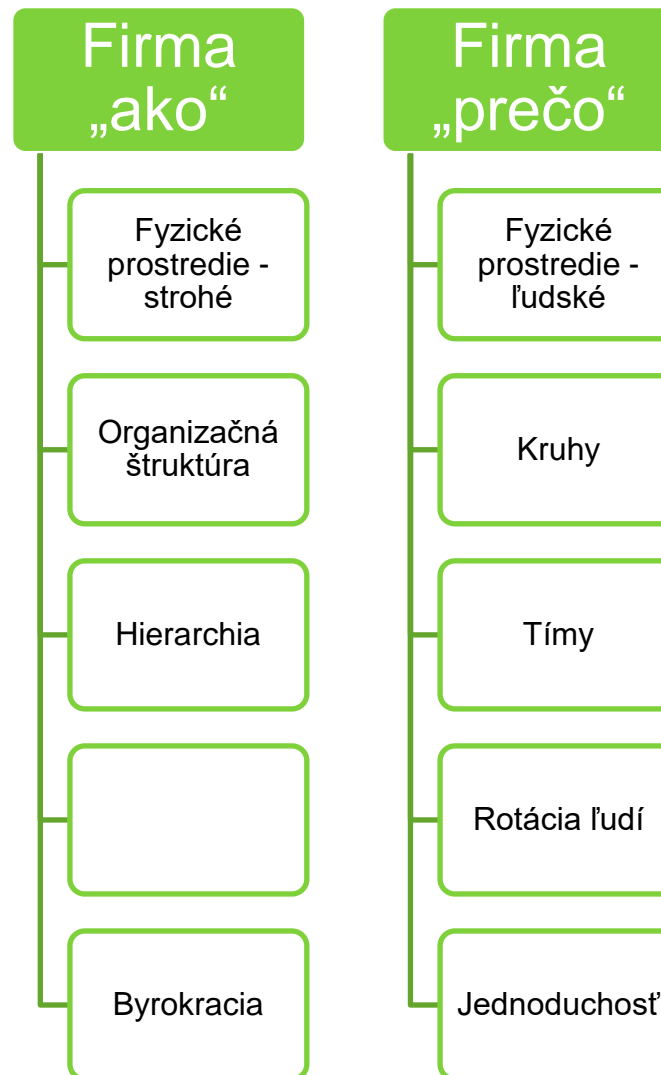 Firma
„ako“
Fyzické
prostredie -
strohé
Organizačná
štruktúra
Hierarchia
Byrokracia
Firma
„prečo“
Fyzické
prostredie -
ľudské
Kruhy
Tímy
Rotácia ľudí
Jednoduchosť